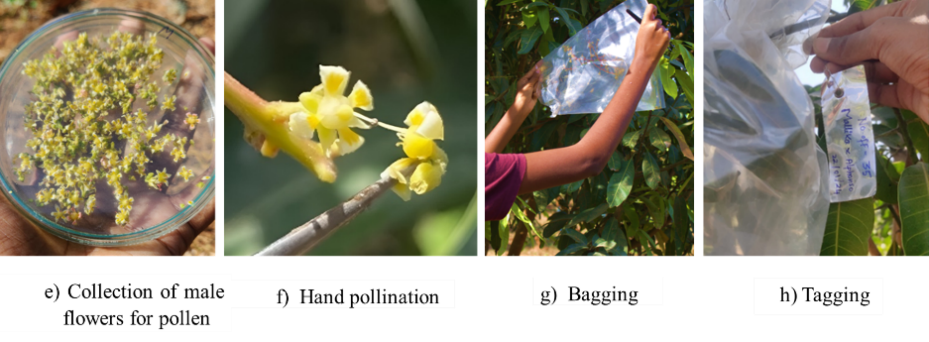 e) Collection of male
flowers for pollen
f) Hand pollination
g) Bagging
h) Tagging